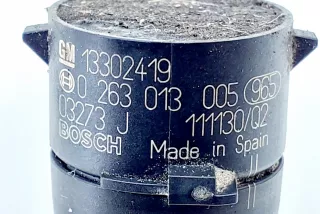 GM 13302419
0 263 013 005 965
03273 J 111130/Q2
BOSCH Made in Spain